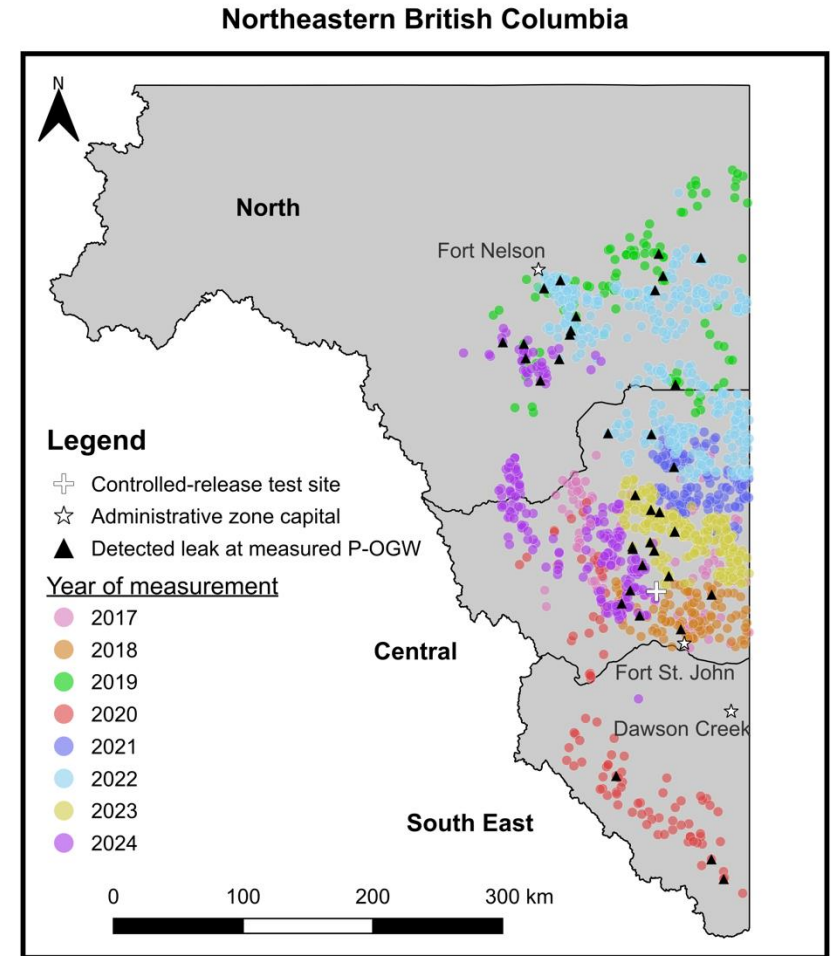 Northeastern British Columbia
N
North
Fort Nelson
Legend
Controlled-release test site
Administrative zone capital
Detected leak at measured P-OGW
Year of measurement
2017
2018
2019
2020
2021
2022
2023
2024
Central
Fort St. John
Dawson Creek
South East
0 100 200 300 km